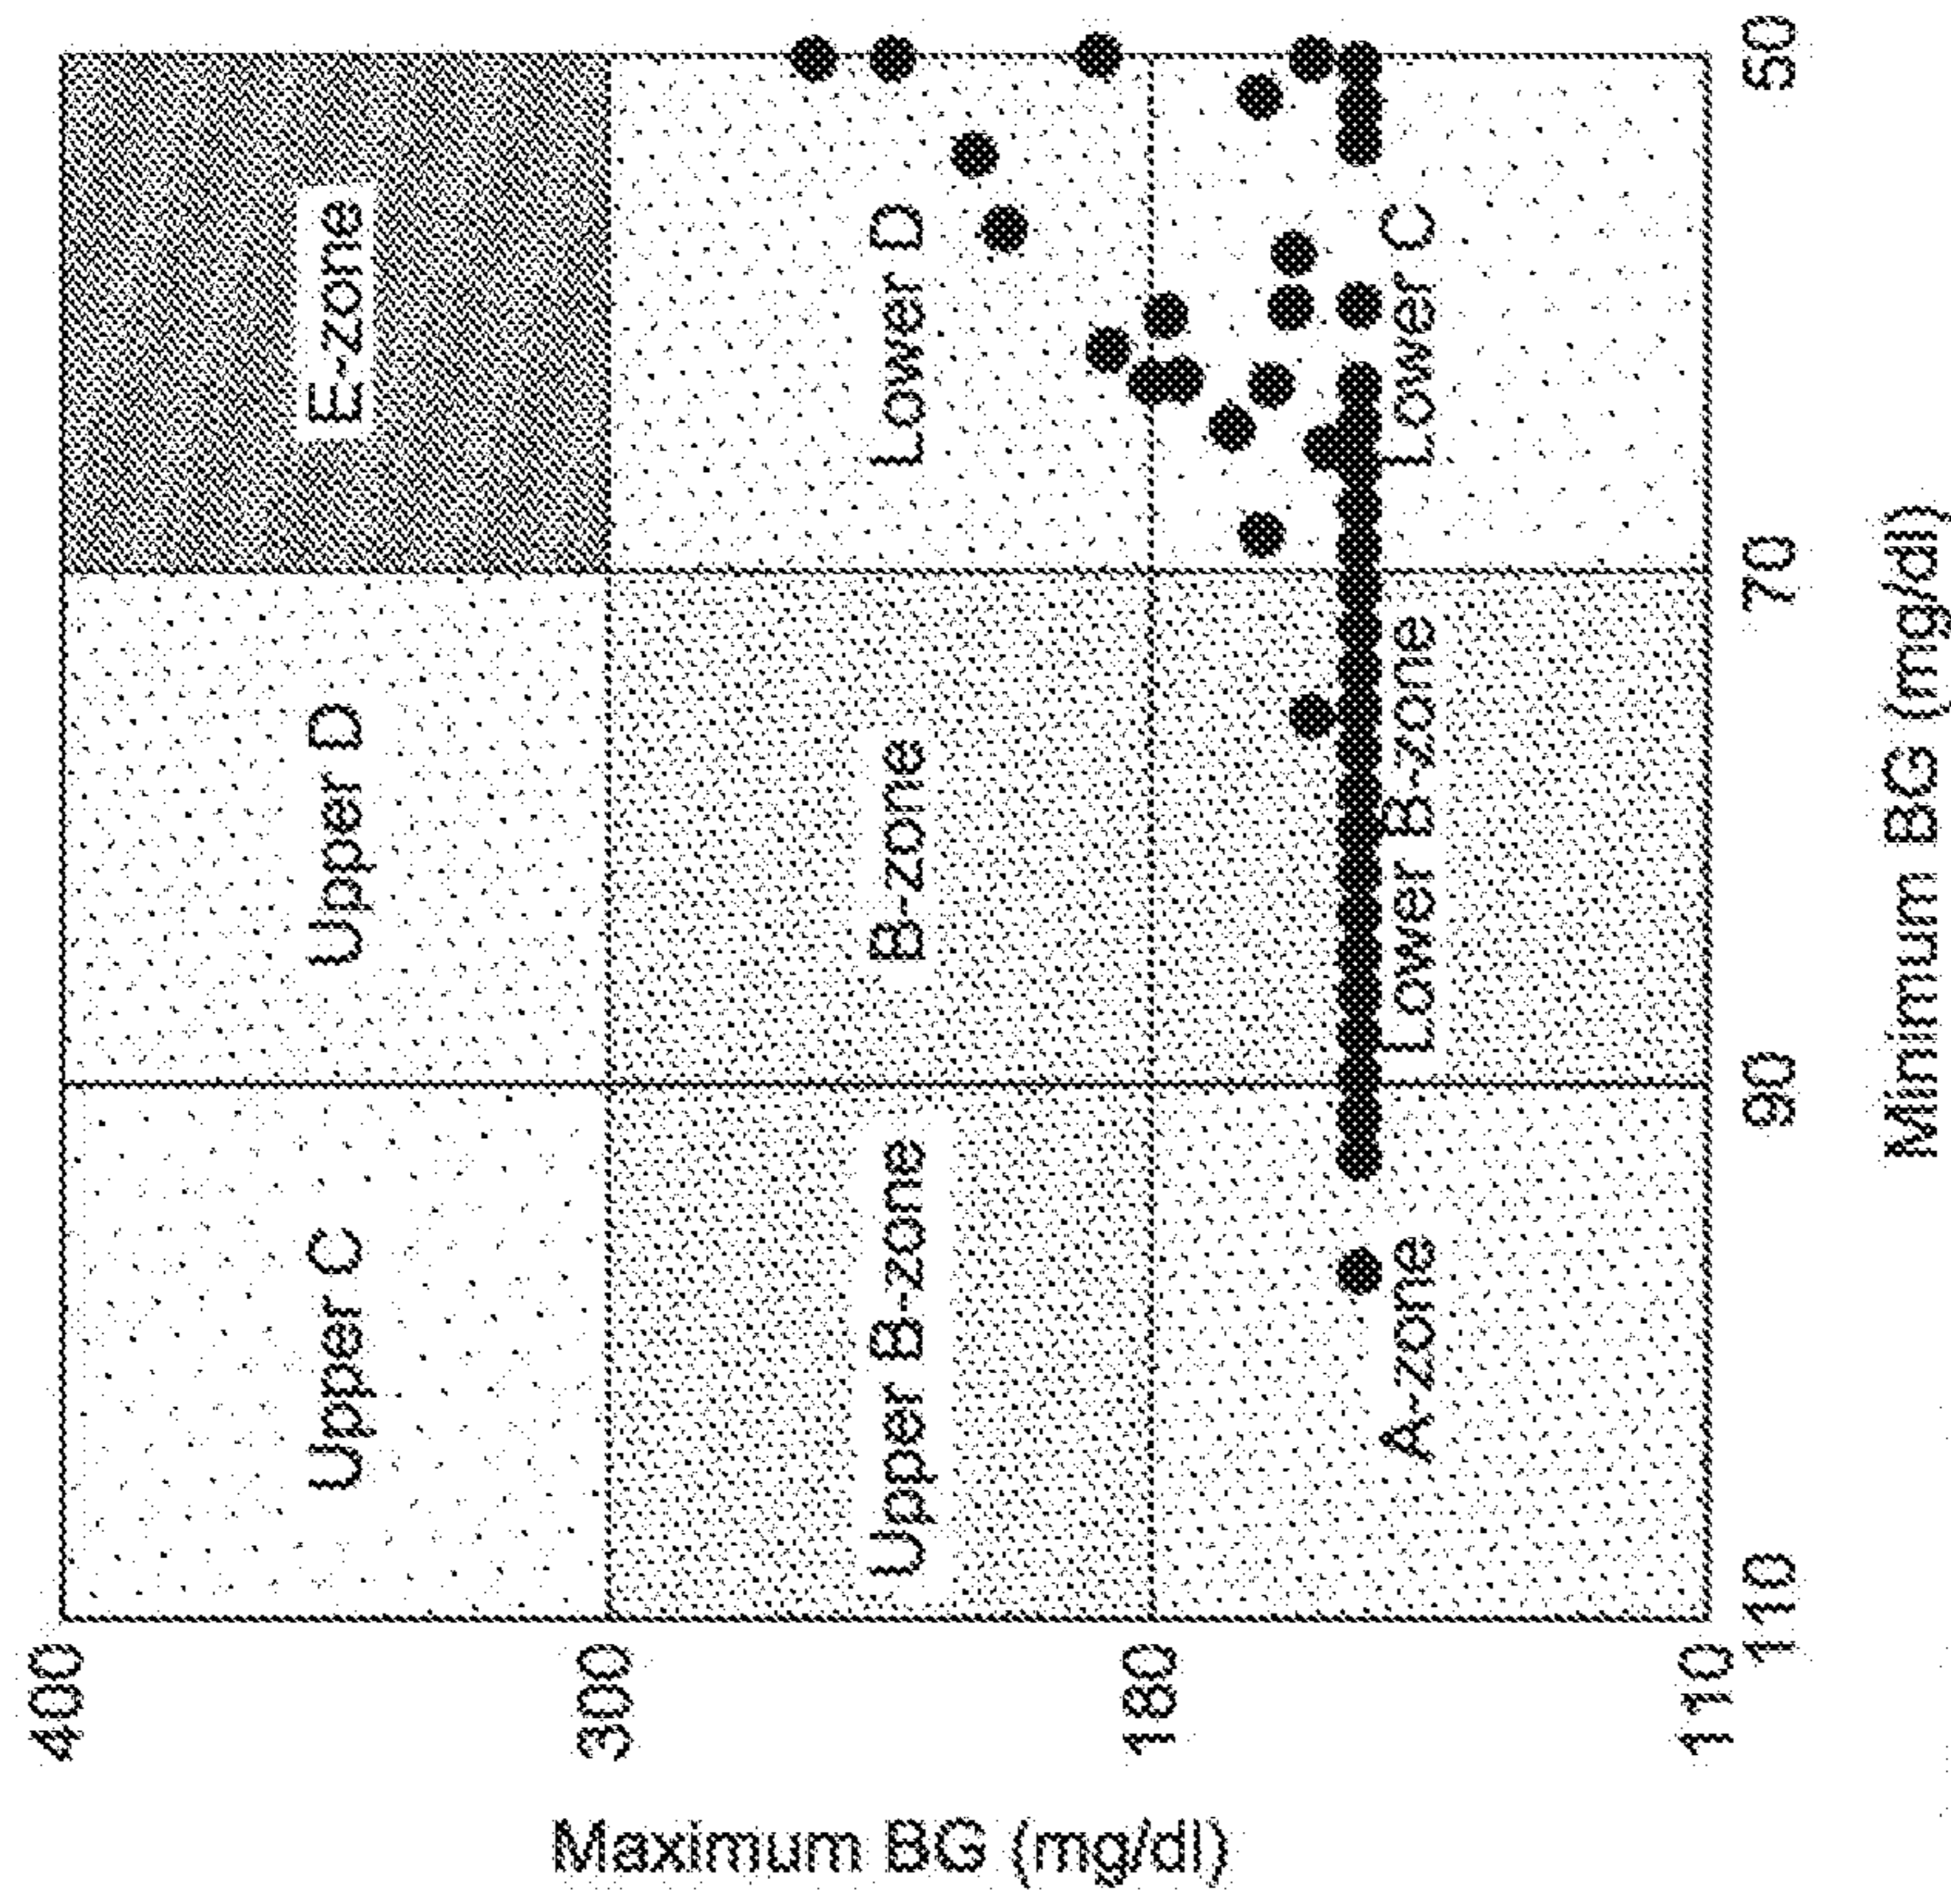 Maximum BG (mg/dl)
400
300
180
110
Upper C
Upper D
E-zone
Upper B-zone
B-zone
Lower D
A-zone
Lower B-zone
Lower C
110
90
70
50
Minimum BG (mg/dl)